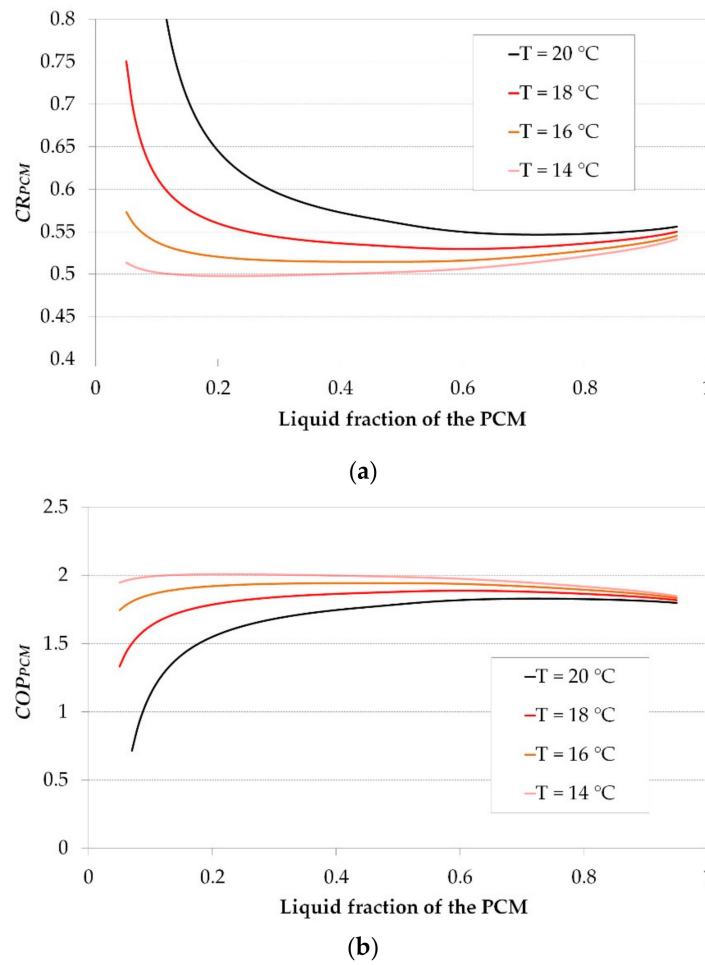 0.8
0.75
0.7
0.65
0.6
0.55
0.5
0.45
0.4
CRPCM
T = 20 °C
T = 18 °C
T = 16 °C
T = 14 °C
0 0.2 0.4 0.6 0.8 1
Liquid fraction of the PCM
(a)
2.5
2
1.5
1
0.5
0
COPPCM
T = 20 °C
T = 18 °C
T = 16 °C
T = 14 °C
0 0.2 0.4 0.6 0.8 1
Liquid fraction of the PCM
(b)